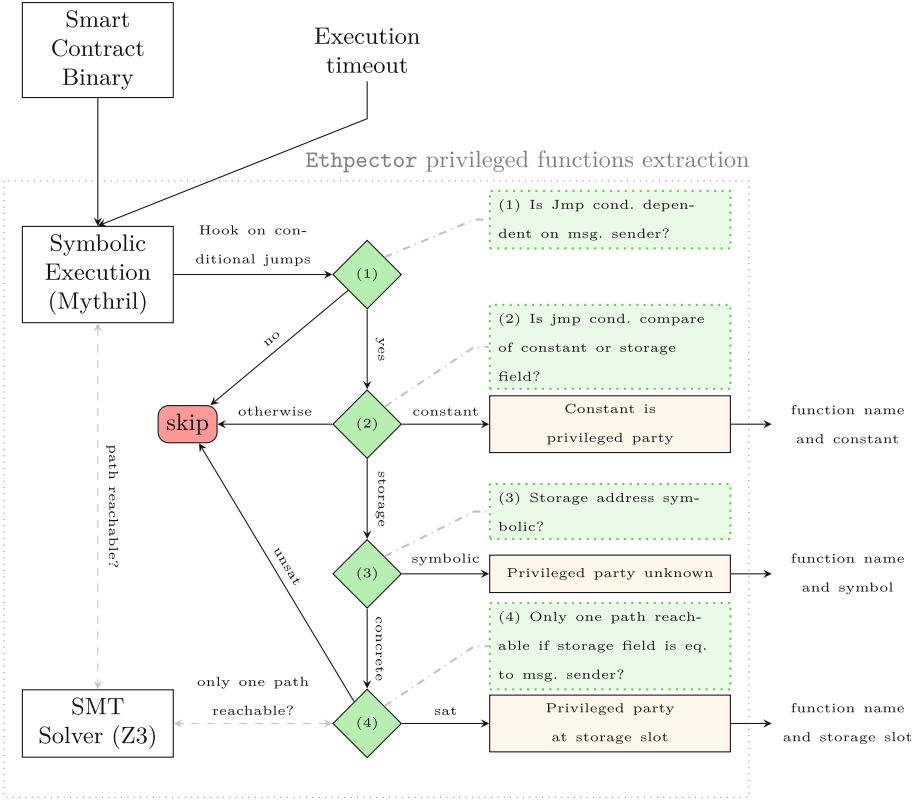 Smart
Contract
Binary
Execution
timeout
Ethpector privileged functions extraction
Symbolic
Execution
(Mythril)
Hook on con-
ditional jumps
(1)
(1) Is Jmp cond. depen-
dent on msg. sender?
no
yes
(2) Is jmp cond. compare
of constant or storage
field?
skip
otherwise
(2)
constant
Constant is
privileged party
function name
and constant
path reachable?
storage
(3) Storage address sym-
bolic?
unsat
(3)
symbolic
Privileged party unknown
function name
and symbol
concrete
(4) Only one path reach-
able if storage field is eq.
to msg. sender?
SMT
Solver (Z3)
only one path
reachable?
(4)
sat
Privileged party
at storage slot
function name
and storage slot